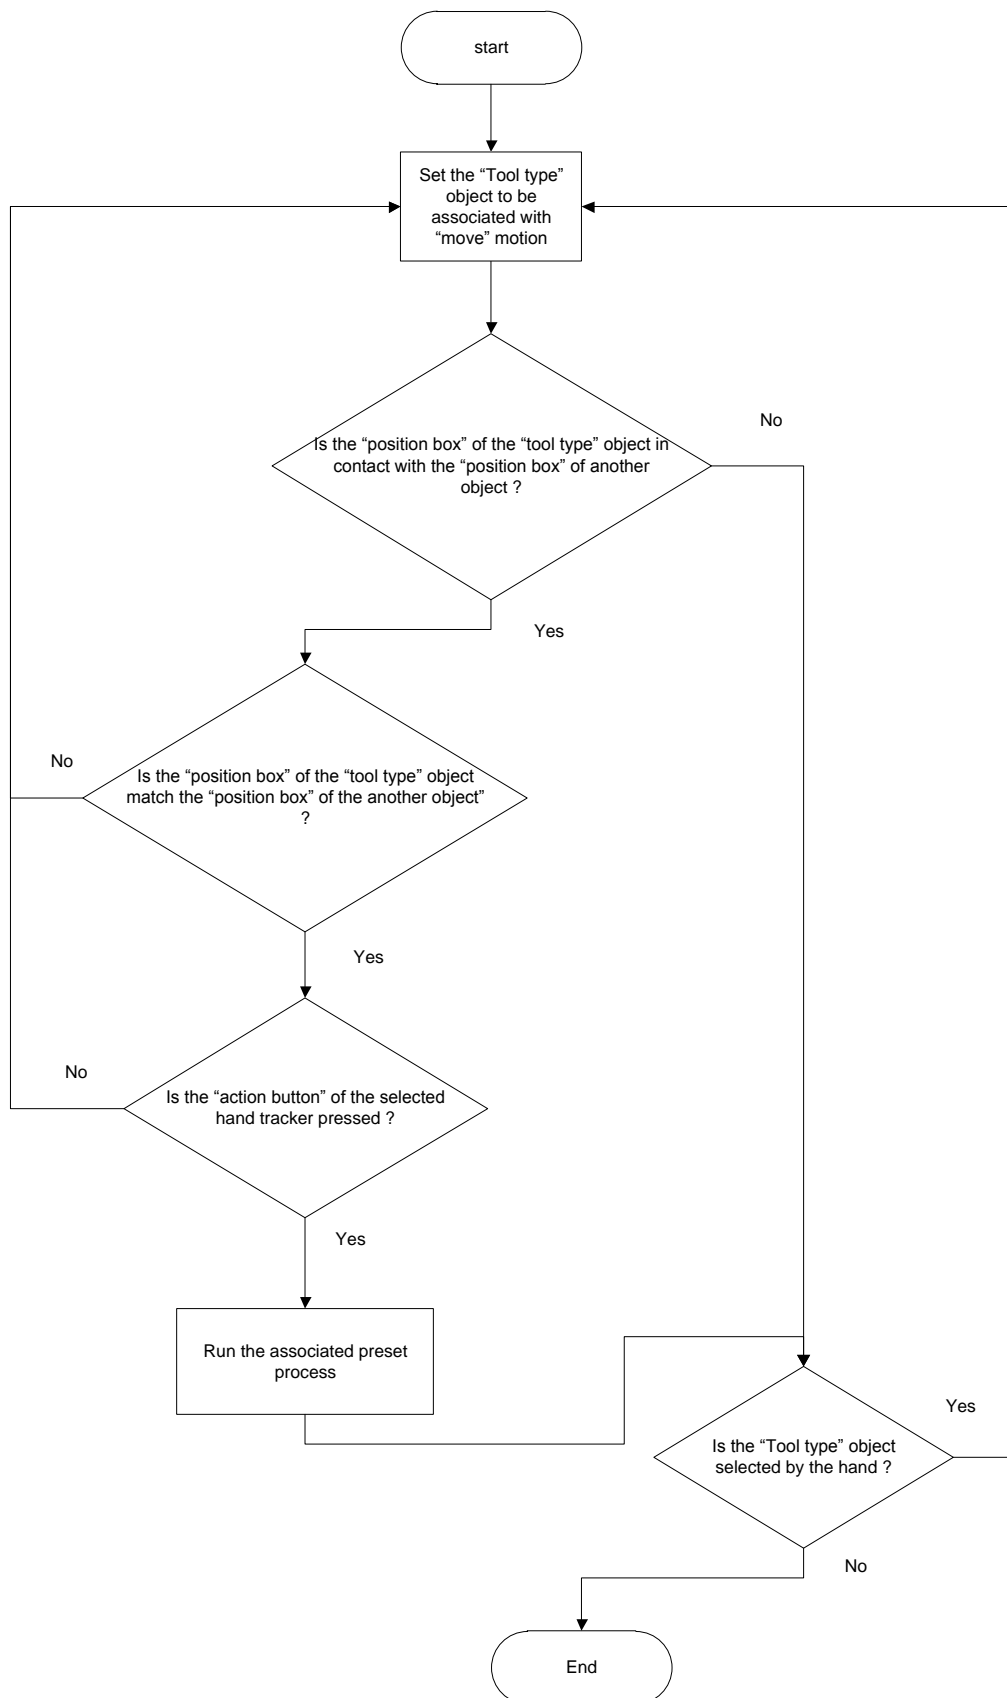 start
Set the “Tool type”
object to be
associated with
“move” motion
No
Is the “position box” of the “tool type” object in
contact with the “position box” of another
object ?
Yes
No
Is the “position box” of the “tool type” object
match the “position box” of the another object”
?
Yes
No
Is the “action button” of the selected
hand tracker pressed ?
Yes
Run the associated preset
process
Yes
Is the “Tool type” object
selected by the hand ?
No
End